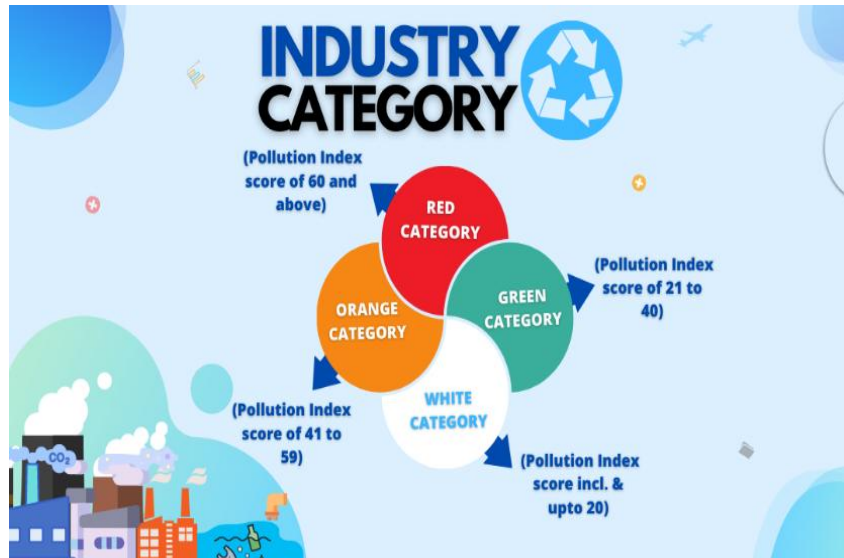 INDUSTRY
CATEGORY
(Pollution Index
score of 60 and
above)
RED
CATEGORY
(Pollution Index
score of 21 to
40)
GREEN
CATEGORY
ORANGE
CATEGORY
(Pollution Index
score of 41 to
59)
WHITE
CATEGORY
(Pollution Index
score incl. &
upto 20)
CO2